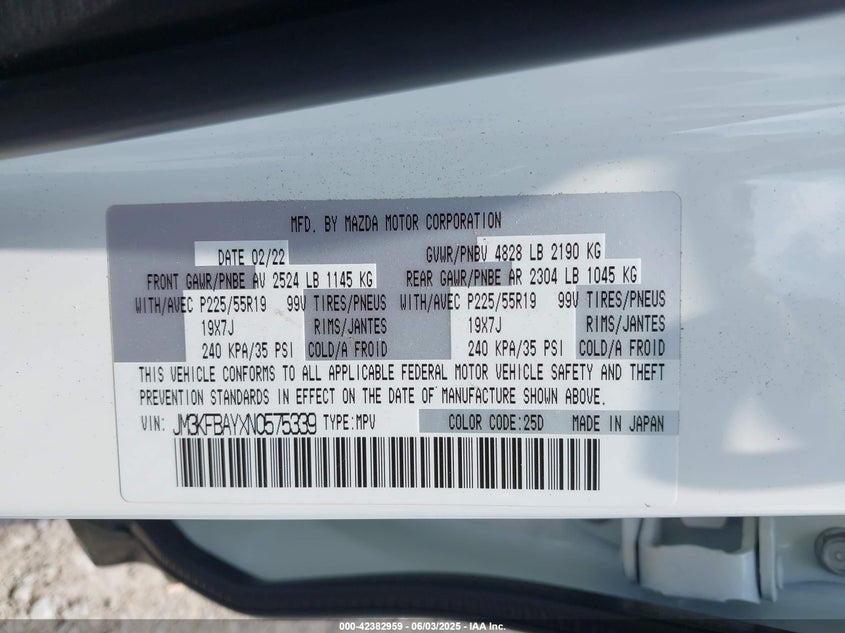 MFD. BY MAZDA MOTOR CORPORATION
DATE 02/22 GVWR/PNBV 4828 LB 2190 KG
FRONT GAWR/PNBE AV 2524 LB 1145 KG REAR GAWR/PNBE AR 2304 LB 1045 KG
WITH/AVEC P225/55R19 99V TIRES/PNEUS WITH/AVEC P225/55R19 99V TIRES/PNEUS
19X7J RIMS/JANTES 19X7J RIMS/JANTES
240 KPA/35 PSI COLD/A FROID 240 KPA/35 PSI COLD/A FROID
THIS VEHICLE CONFORMS TO ALL APPLICABLE FEDERAL MOTOR VEHICLE SAFETY AND THEFT
PREVENTION STANDARDS IN EFFECT ON THE DATE OF MANUFACTURE SHOWN ABOVE.
VIN: JM3KFBAYXN0575339 TYPE:MPV COLOR CODE:25D MADE IN JAPAN
000-42382959 - 06/03/2025 - IAA Inc.